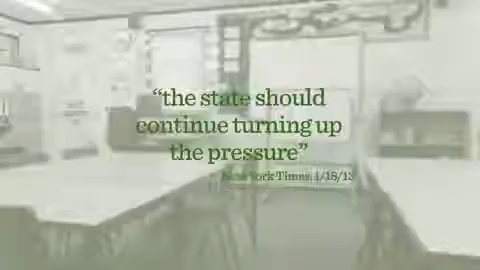 “the state should
continue turning up
the pressure”
New York Times 1/18/13